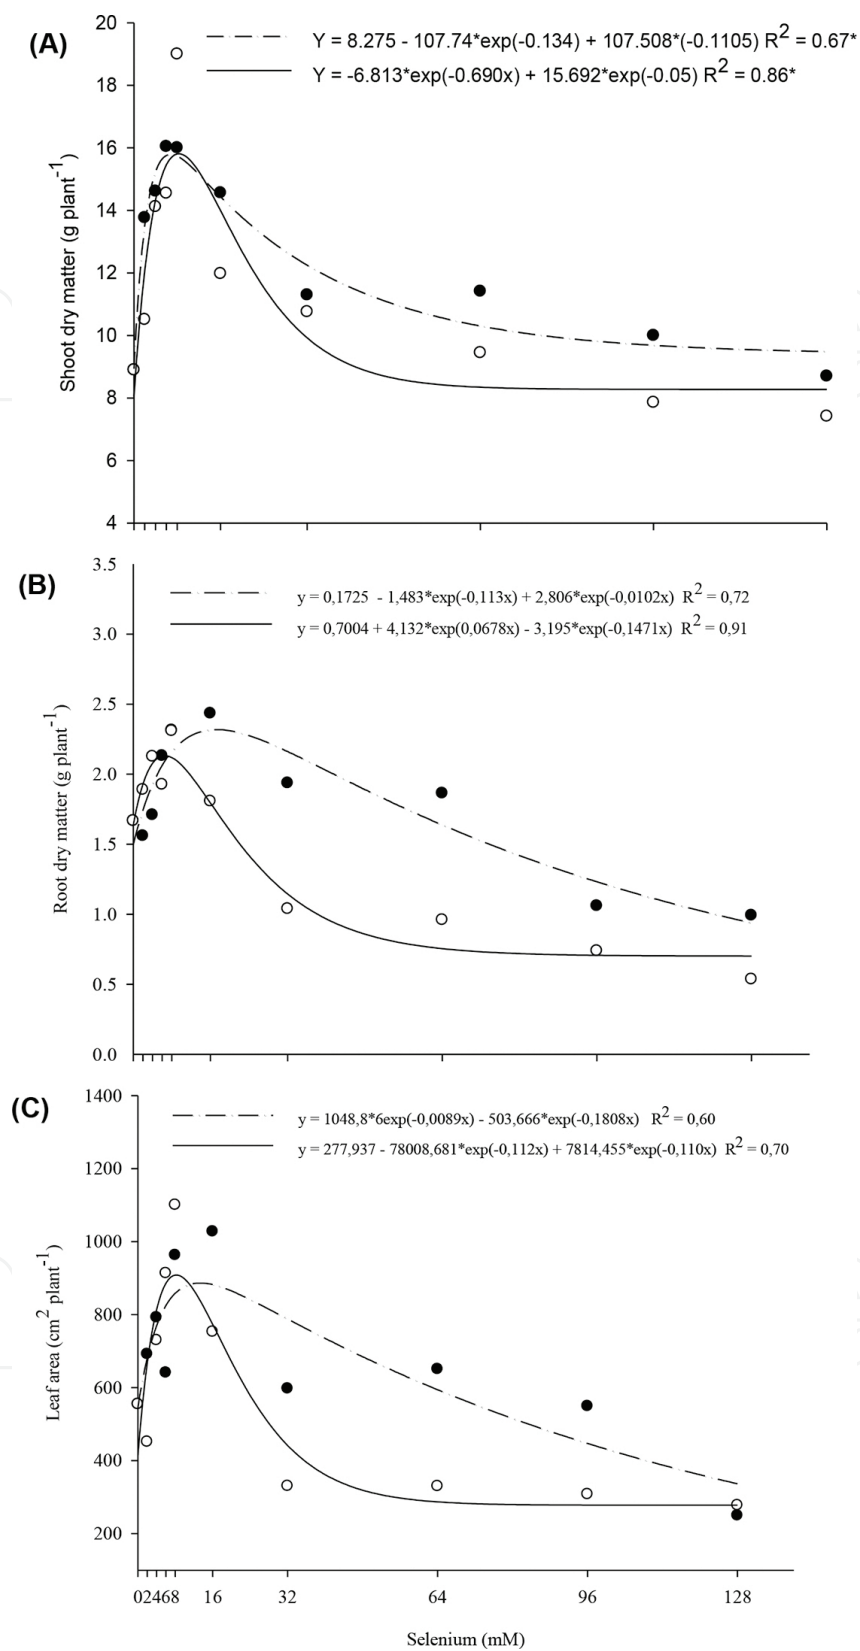 (A)
Y = 8.275 - 107.74*exp(-0.134) + 107.508*(-0.1105) R2 = 0.67*
Y = -6.813*exp(-0.690x) + 15.692*exp(-0.05) R2 = 0.86*
Shoot dry matter (g plant-1)
20
18
16
14
12
10
8
6
4
(B)
y = 0,1725 - 1,483*exp(-0,113x) + 2,806*exp(-0,0102x) R2 = 0,72
y = 0,7004 + 4,132*exp(0,0678x) - 3,195*exp(-0,1471x) R2 = 0,91
Root dry matter (g plant-1)
3.5
3.0
2.5
2.0
1.5
1.0
0.5
0.0
(C)
y = 1048,8*6exp(-0,0089x) - 503,666*exp(-0,1808x) R2 = 0,60
y = 277,937 - 78008,681*exp(-0,112x) + 7814,455*exp(-0,110x) R2 = 0,70
Leaf area (cm2 plant-1)
1400
1200
1000
800
600
400
200
02468 16 32 64 96 128
Selenium (mM)